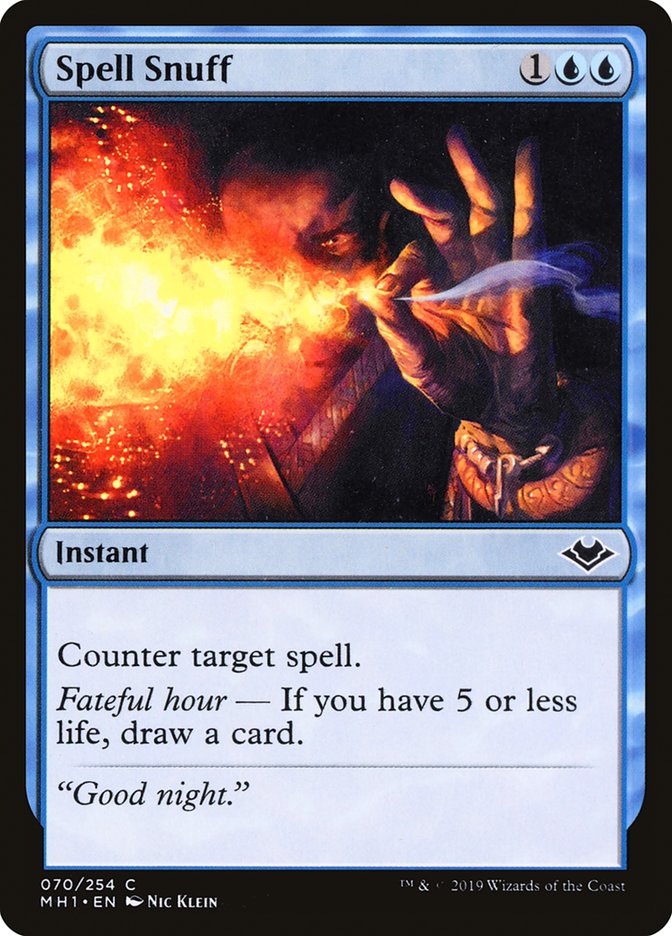 Spell Snuff 1
Instant
Counter target spell.
Fateful hour — If you have 5 or less
life, draw a card.
“Good night.”
070/254 C
MH1 • EN Nic Klein
™ & © 2019 Wizards of the Coast